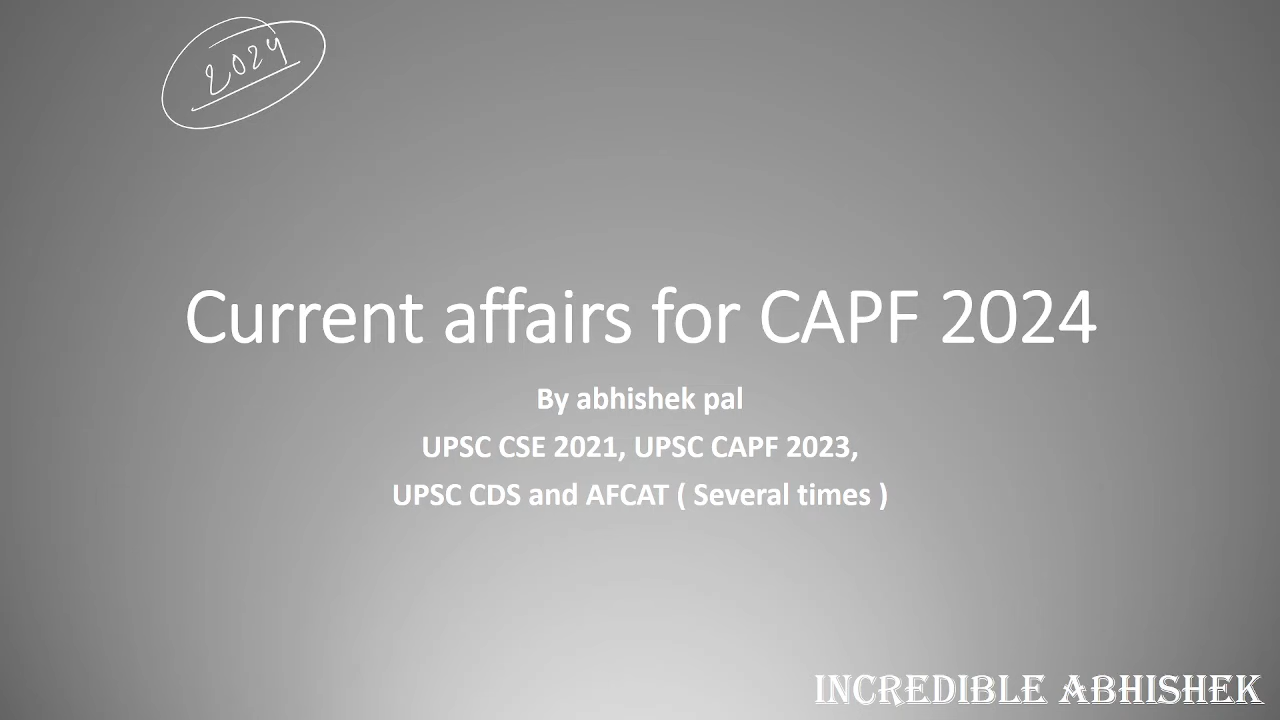 2024
Current affairs for CAPF 2024
By abhishek pal
UPSC CSE 2021, UPSC CAPF 2023,
UPSC CDS and AFCAT ( Several times )
INCREDIBLE ABHISHEK